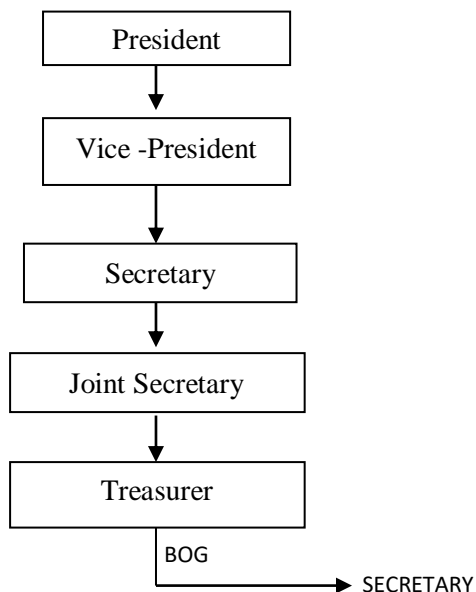 President
Vice -President
Secretary
Joint Secretary
Treasurer
BOG
SECRETARY